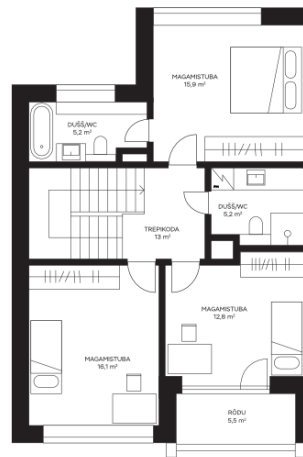 MAGAMISTUBA
15,9 m²
DUŠŠ/WC
5,2 m²
DUŠŠ/WC
5,2 m²
TREPIKODA
13 m²
MAGAMISTUBA
12,8 m²
MAGAMISTUBA
16,1 m²
RÕDU
5,5 m²